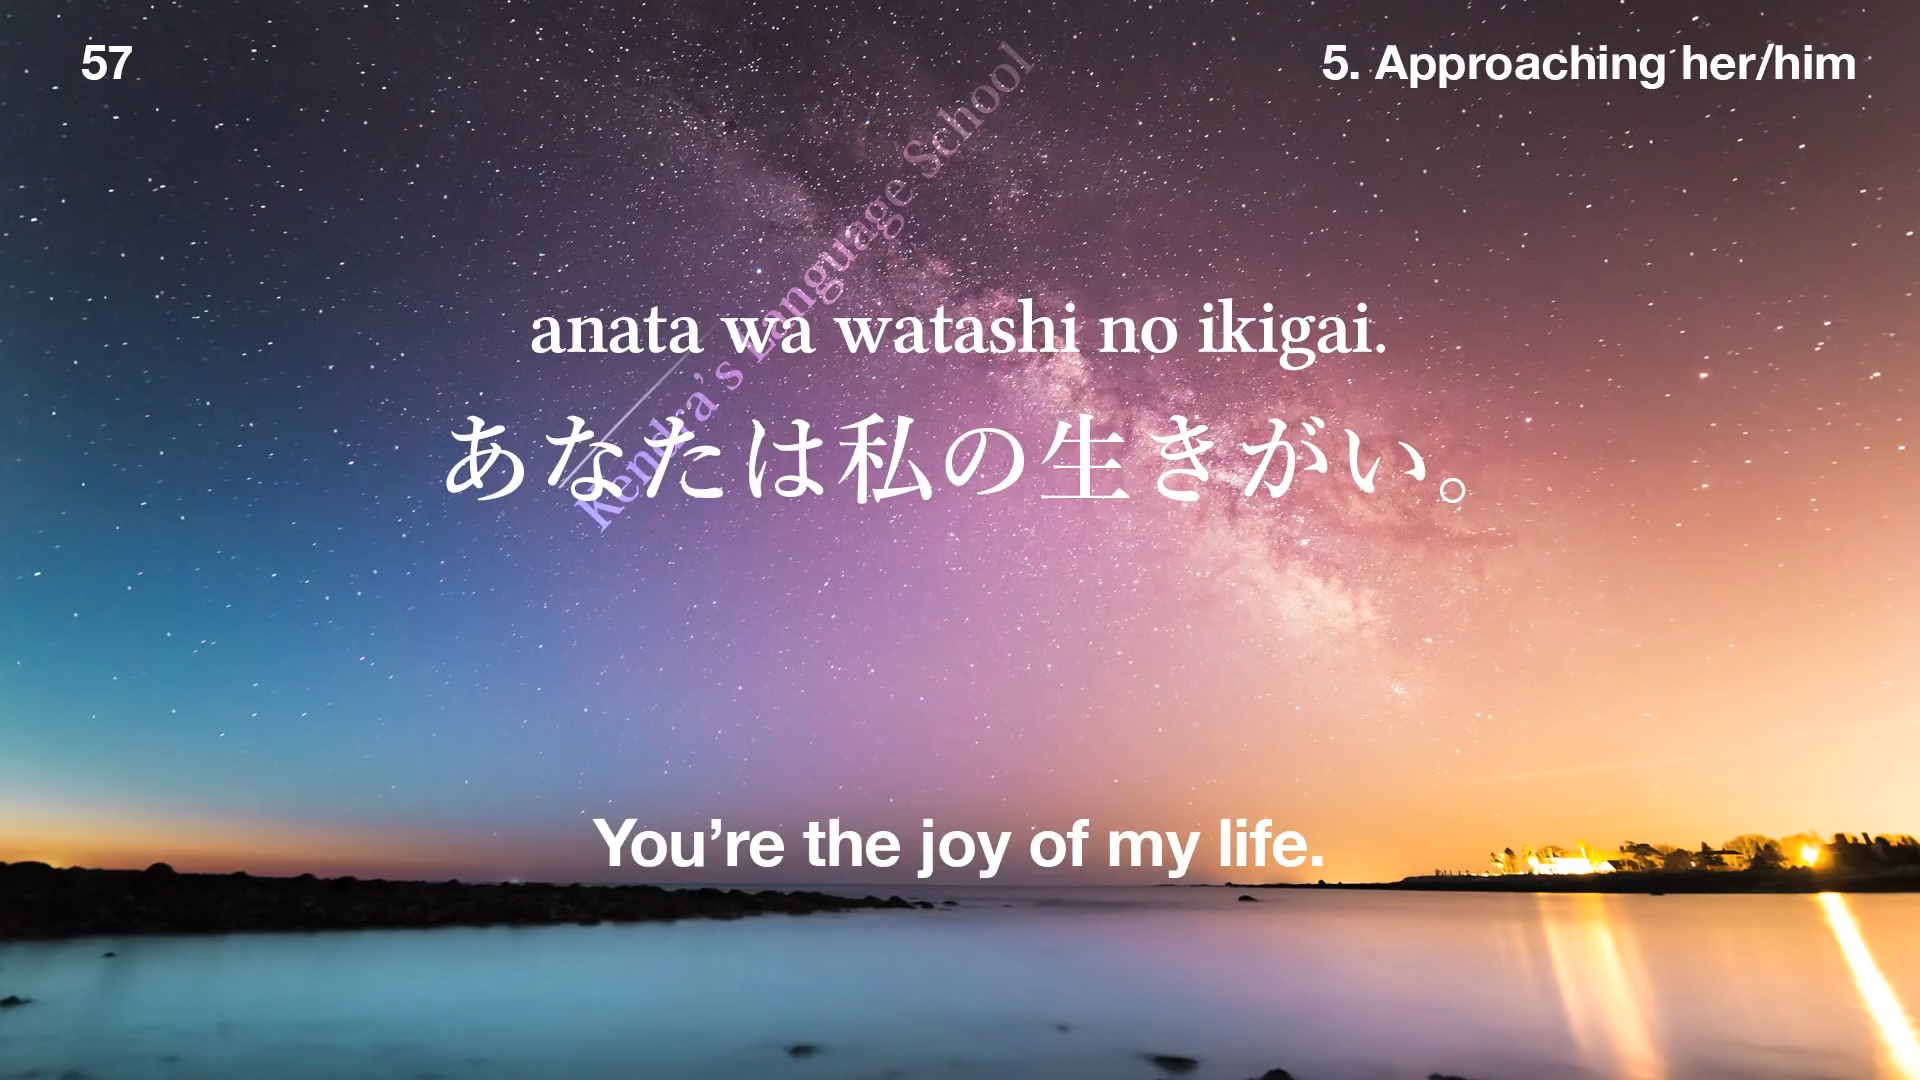 57
5. Approaching her/him
Kendra’s Language School
anata wa watashi no ikigai.
あなたは私の生きがい。
You’re the joy of my life.